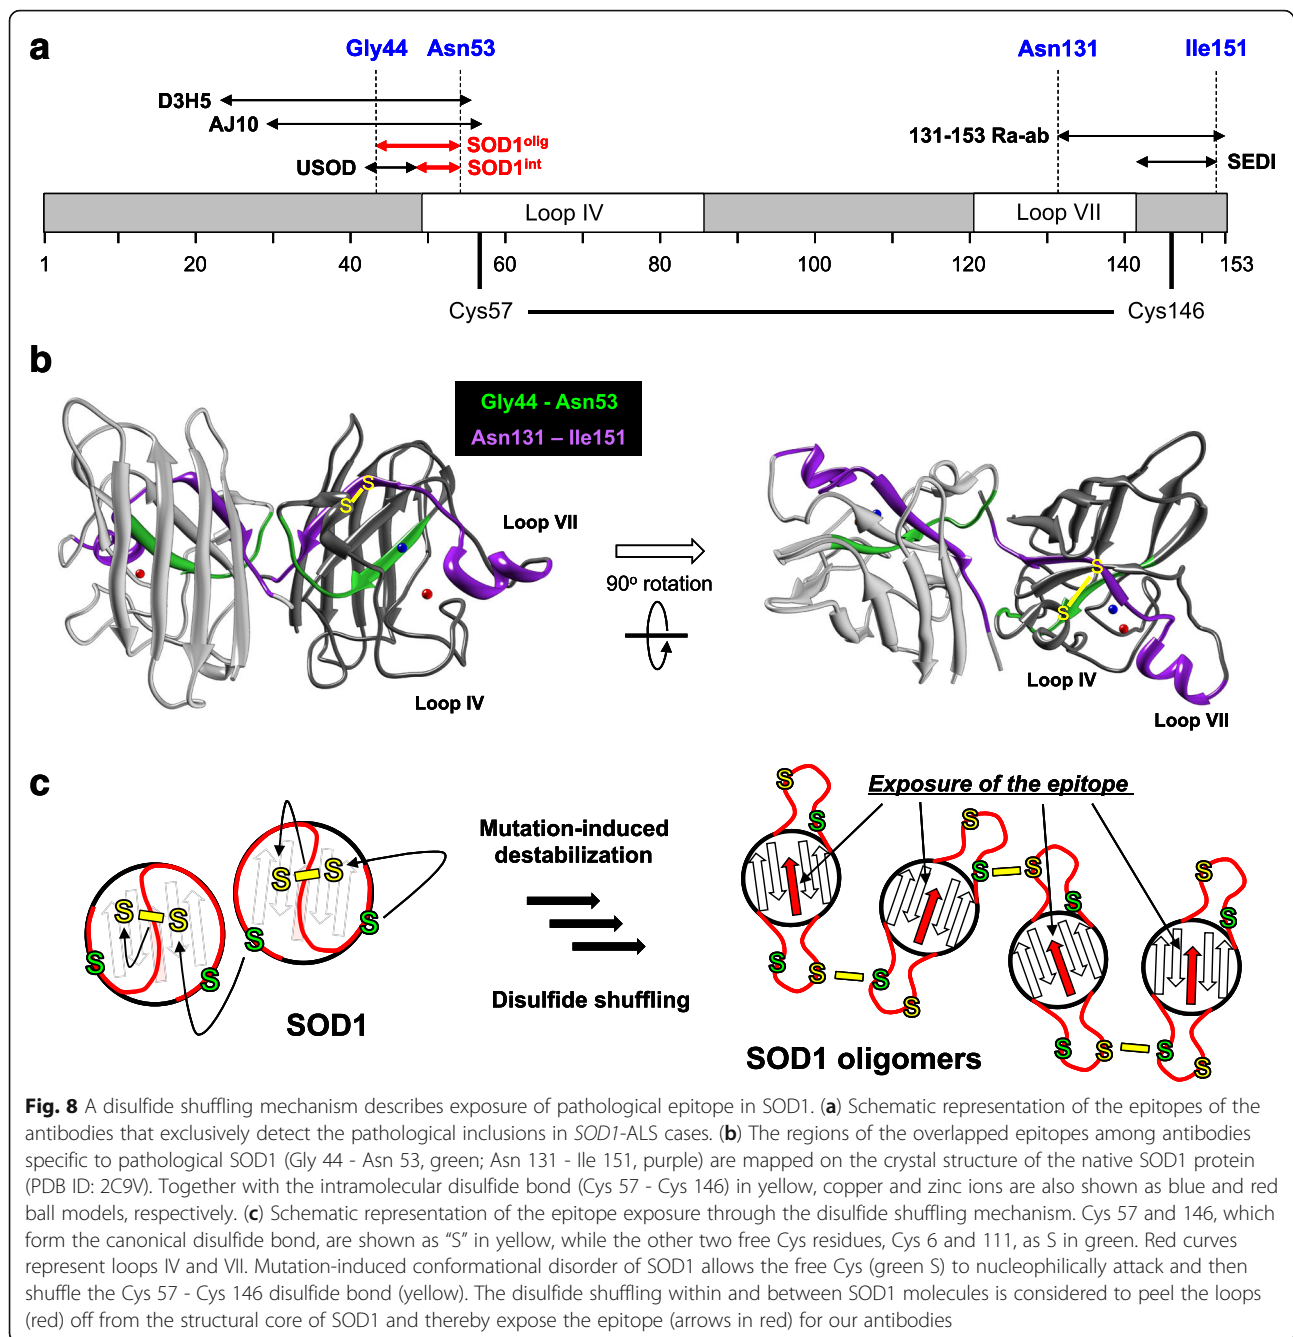 a
Gly44 Asn53 Asn131 Ile151
D3H5
AJ10
131-153 Ra-ab
SOD1olig
USOD SOD1int SEDI
Loop IV Loop VII
1 20 40 60 80 100 120 140 153
Cys57 Cys146
b
Gly44 - Asn53
Asn131 – Ile151
S
S
Loop VII
90o rotation
Loop IV
S
S
Loop IV
Loop VII
c
Mutation-induced
destabilization
Disulfide shuffling
S S
S S
S S
S S
SOD1
Exposure of the epitope
S S S S S S S S
S S S S S S S S
SOD1 oligomers
Fig. 8 A disulfide shuffling mechanism describes exposure of pathological epitope in SOD1. (a) Schematic representation of the epitopes of the
antibodies that exclusively detect the pathological inclusions in SOD1-ALS cases. (b) The regions of the overlapped epitopes among antibodies
specific to pathological SOD1 (Gly 44 - Asn 53, green; Asn 131 - Ile 151, purple) are mapped on the crystal structure of the native SOD1 protein
(PDB ID: 2C9V). Together with the intramolecular disulfide bond (Cys 57 - Cys 146) in yellow, copper and zinc ions are also shown as blue and red
ball models, respectively. (c) Schematic representation of the epitope exposure through the disulfide shuffling mechanism. Cys 57 and 146, which
form the canonical disulfide bond, are shown as “S” in yellow, while the other two free Cys residues, Cys 6 and 111, as S in green. Red curves
represent loops IV and VII. Mutation-induced conformational disorder of SOD1 allows the free Cys (green S) to nucleophilically attack and then
shuffle the Cys 57 - Cys 146 disulfide bond (yellow). The disulfide shuffling within and between SOD1 molecules is considered to peel the loops
(red) off from the structural core of SOD1 and thereby expose the epitope (arrows in red) for our antibodies